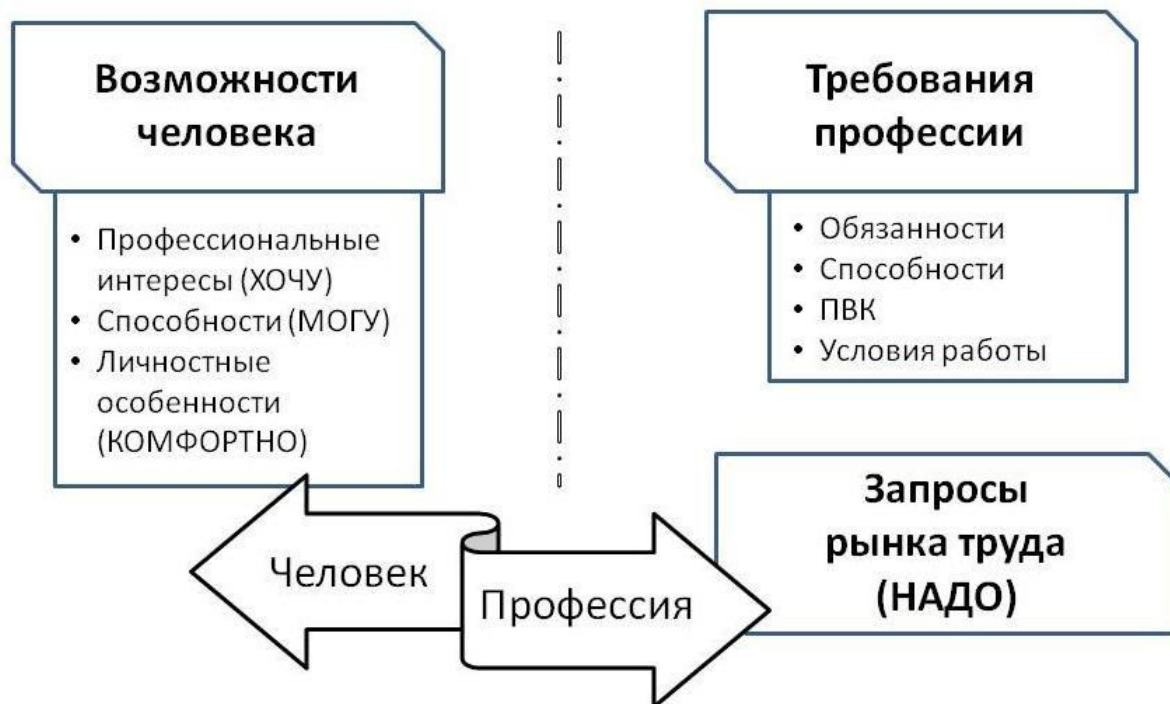 Возможности
человека
• Профессиональные
интересы (ХОЧУ)
• Способности (МОГУ)
• Личностные
особенности
(КОМФОРТНО)
Требования
профессии
• Обязанности
• Способности
• ПВК
• Условия работы
Запросы
рынка труда
(НАДО)
Человек
Профессия